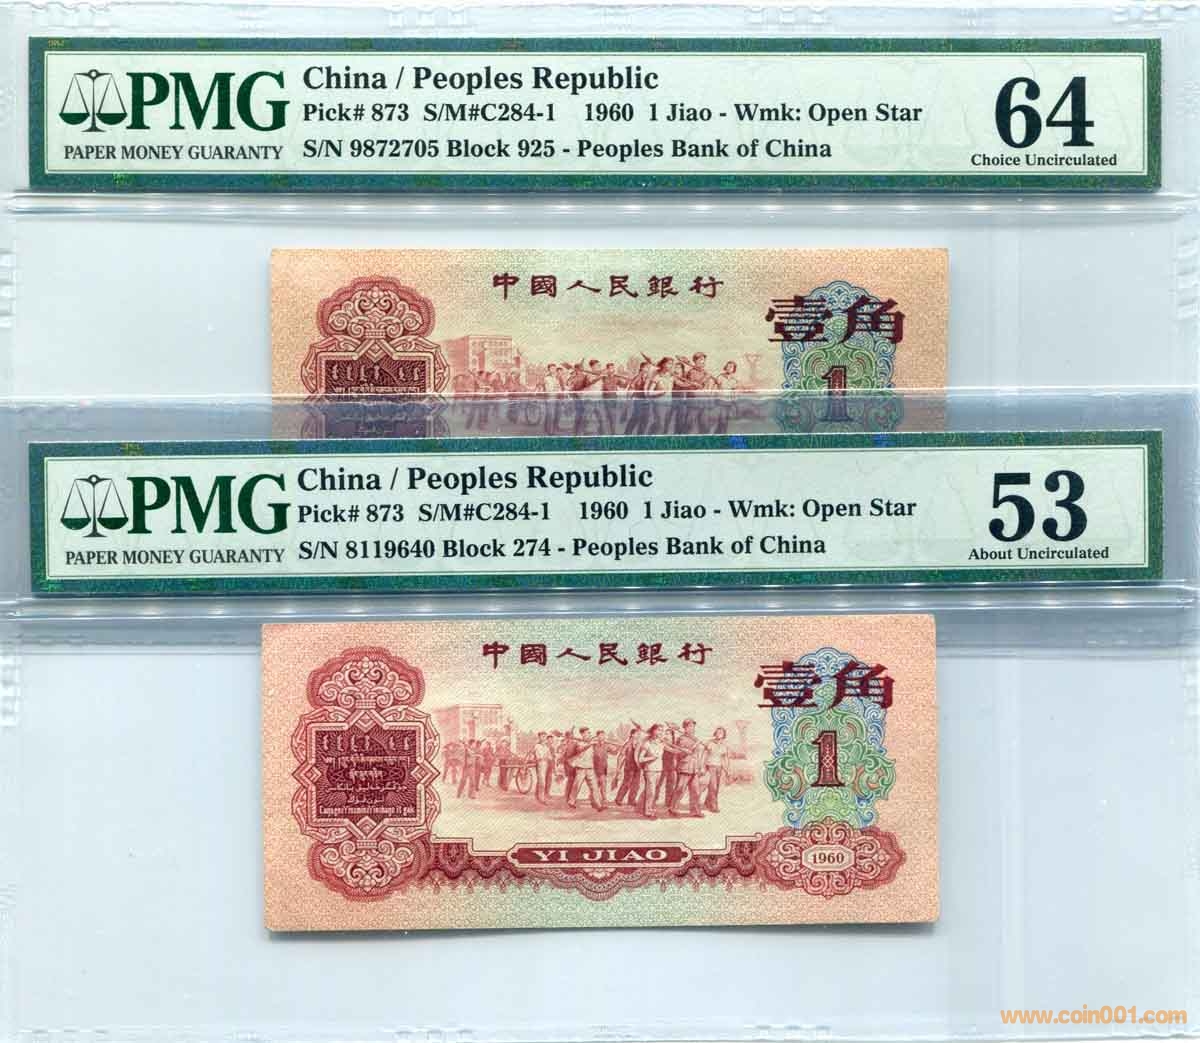 PMG
PAPER MONEY GUARANTY
China / Peoples Republic
Pick# 873 S/M#C284-1 1960 1 Jiao - Wmk: Open Star
S/N 9872705 Block 925 - Peoples Bank of China
64
Choice Uncirculated
中國人民銀行
壹角
1
PMG
PAPER MONEY GUARANTY
China / Peoples Republic
Pick# 873 S/M#C284-1 1960 1 Jiao - Wmk: Open Star
S/N 8119640 Block 274 - Peoples Bank of China
53
About Uncirculated
中國人民銀行
壹角
1
YI JIAO
1960
www.coin001.com